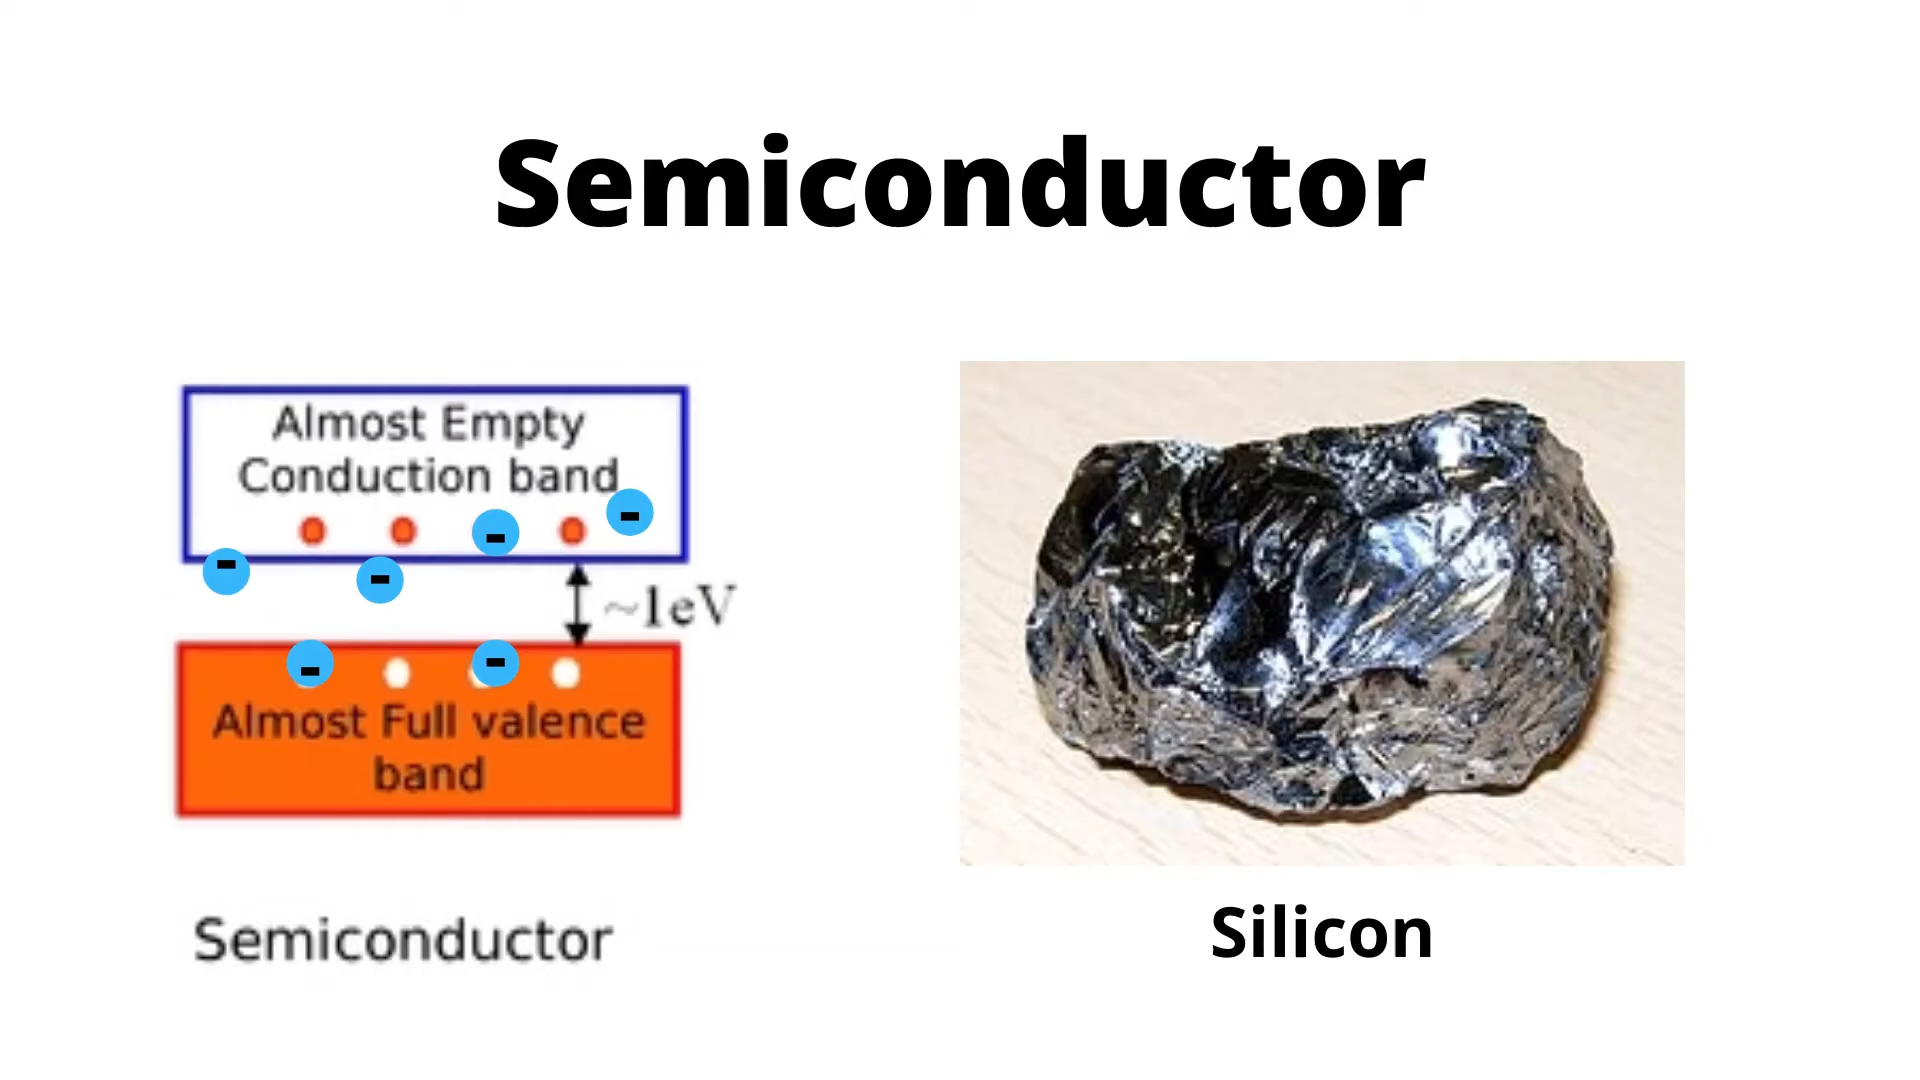 Semiconductor
Almost Empty
Conduction band
-
-
-
-
~1eV
-
-
Almost Full valence
band
Semiconductor
Silicon